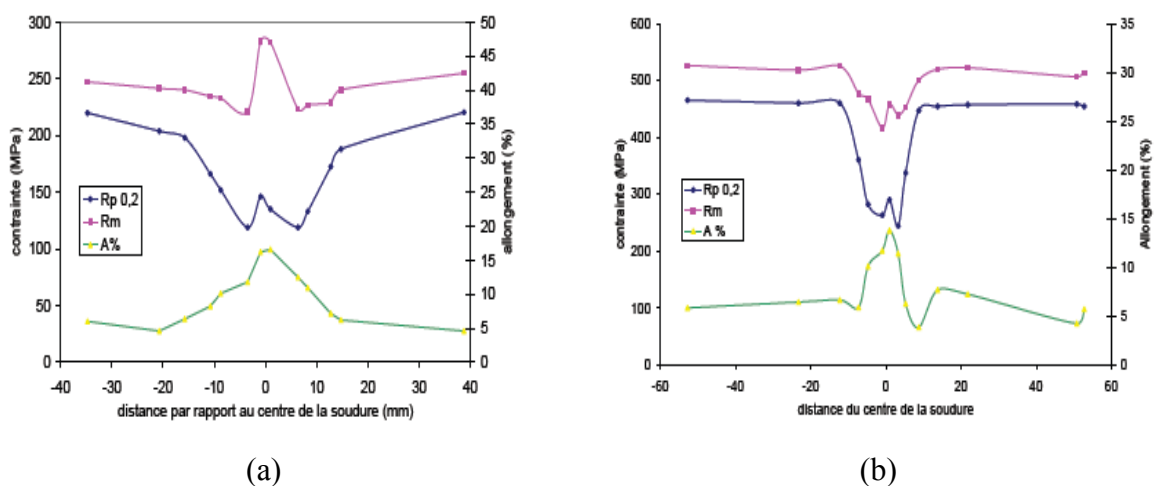 300
250
200
150
100
50
0
contrainte (MPa)
Rp 0,2
Rm
A %
50
45
40
35
30
25
20
15
10
5
0
allongement (%)
-40 -30 -20 -10 0 10 20 30 40
distance par rapport au centre de la soudure (mm)
(a)
600
500
400
300
200
100
0
contrainte (MPa)
Rp 0,2
Rm
A %
35
30
25
20
15
10
5
0
Allongement (%)
-60 -40 -20 0 20 40 60
distance du centre de la soudure
(b)